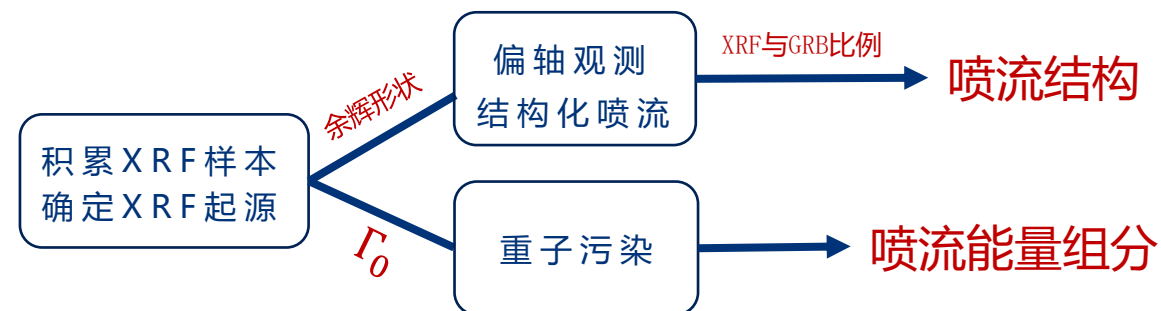 积累XRF样本
确定XRF起源
余辉形状
偏轴观测
结构化喷流
XRF与GRB比例
喷流结构
Γ₀
重子污染
喷流能量组分